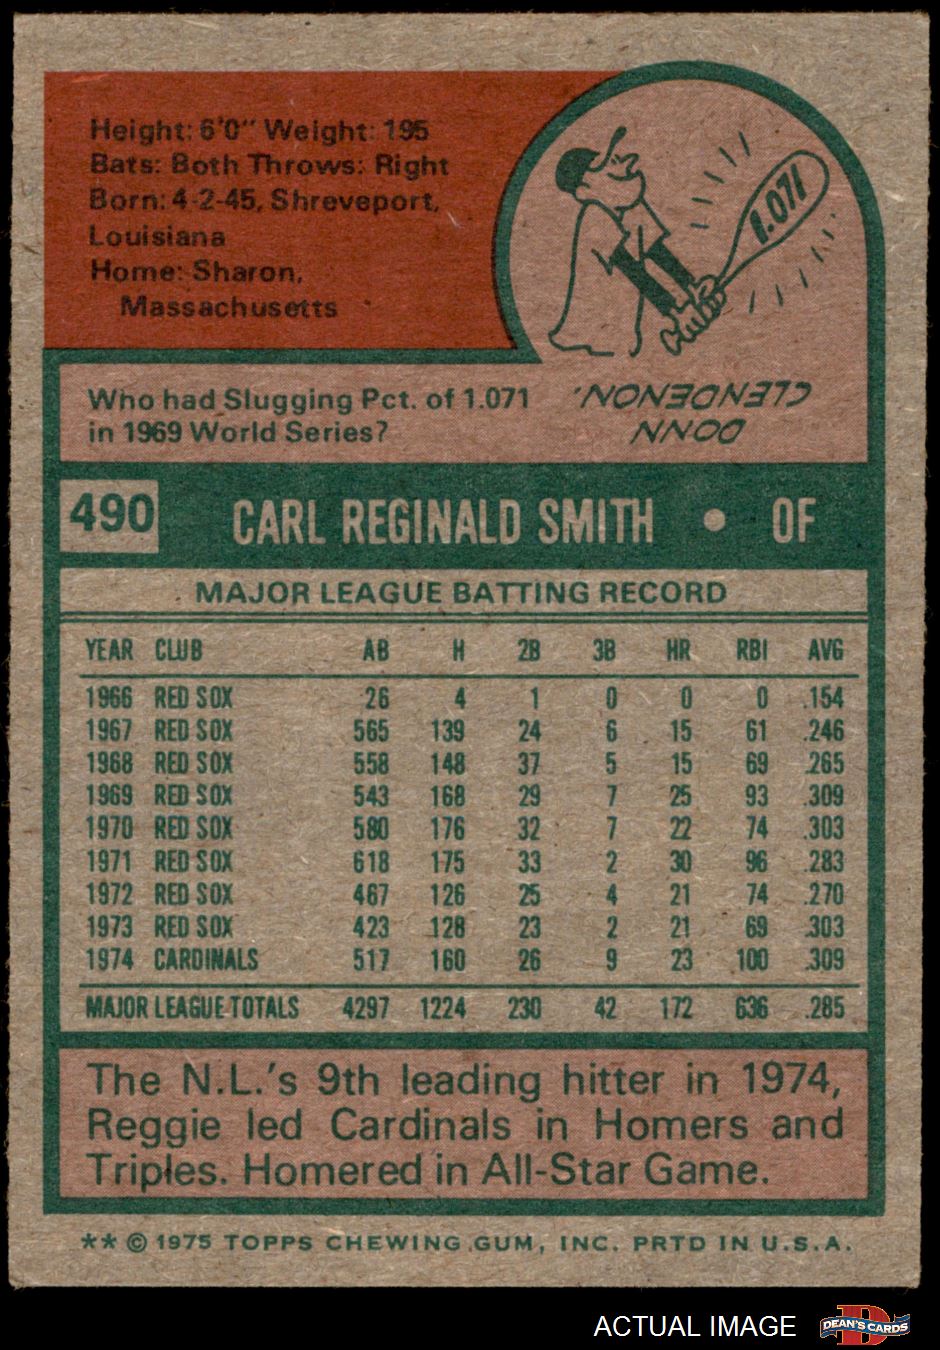 Height: 6'0" Weight: 195
Bats: Both Throws: Right
Born: 4-2-45, Shreveport,
Louisiana
Home: Sharon,
Massachusetts
1.071
Who had Slugging Pct. of 1.071
in 1969 World Series?
DONN
CLENDENON.
490 CARL REGINALD SMITH • OF
MAJOR LEAGUE BATTING RECORD
YEAR CLUB AB H 2B 3B HR RBI AVG
1966 RED SOX 26 4 1 0 0 0 .154
1967 RED SOX 565 139 24 6 15 61 .246
1968 RED SOX 558 148 37 5 15 69 .265
1969 RED SOX 543 168 29 7 25 93 .309
1970 RED SOX 580 176 32 7 22 74 .303
1971 RED SOX 618 175 33 2 30 96 .283
1972 RED SOX 467 126 25 4 21 74 .270
1973 RED SOX 423 128 23 2 21 69 .303
1974 CARDINALS 517 160 26 9 23 100 .309
MAJOR LEAGUE TOTALS 4297 1224 230 42 172 636 .285
The N.L.'s 9th leading hitter in 1974,
Reggie led Cardinals in Homers and
Triples. Homered in All-Star Game.
** © 1975 TOPPS CHEWING GUM, INC. PRTD IN U.S.A.
ACTUAL IMAGE
DEAN'S CARDS